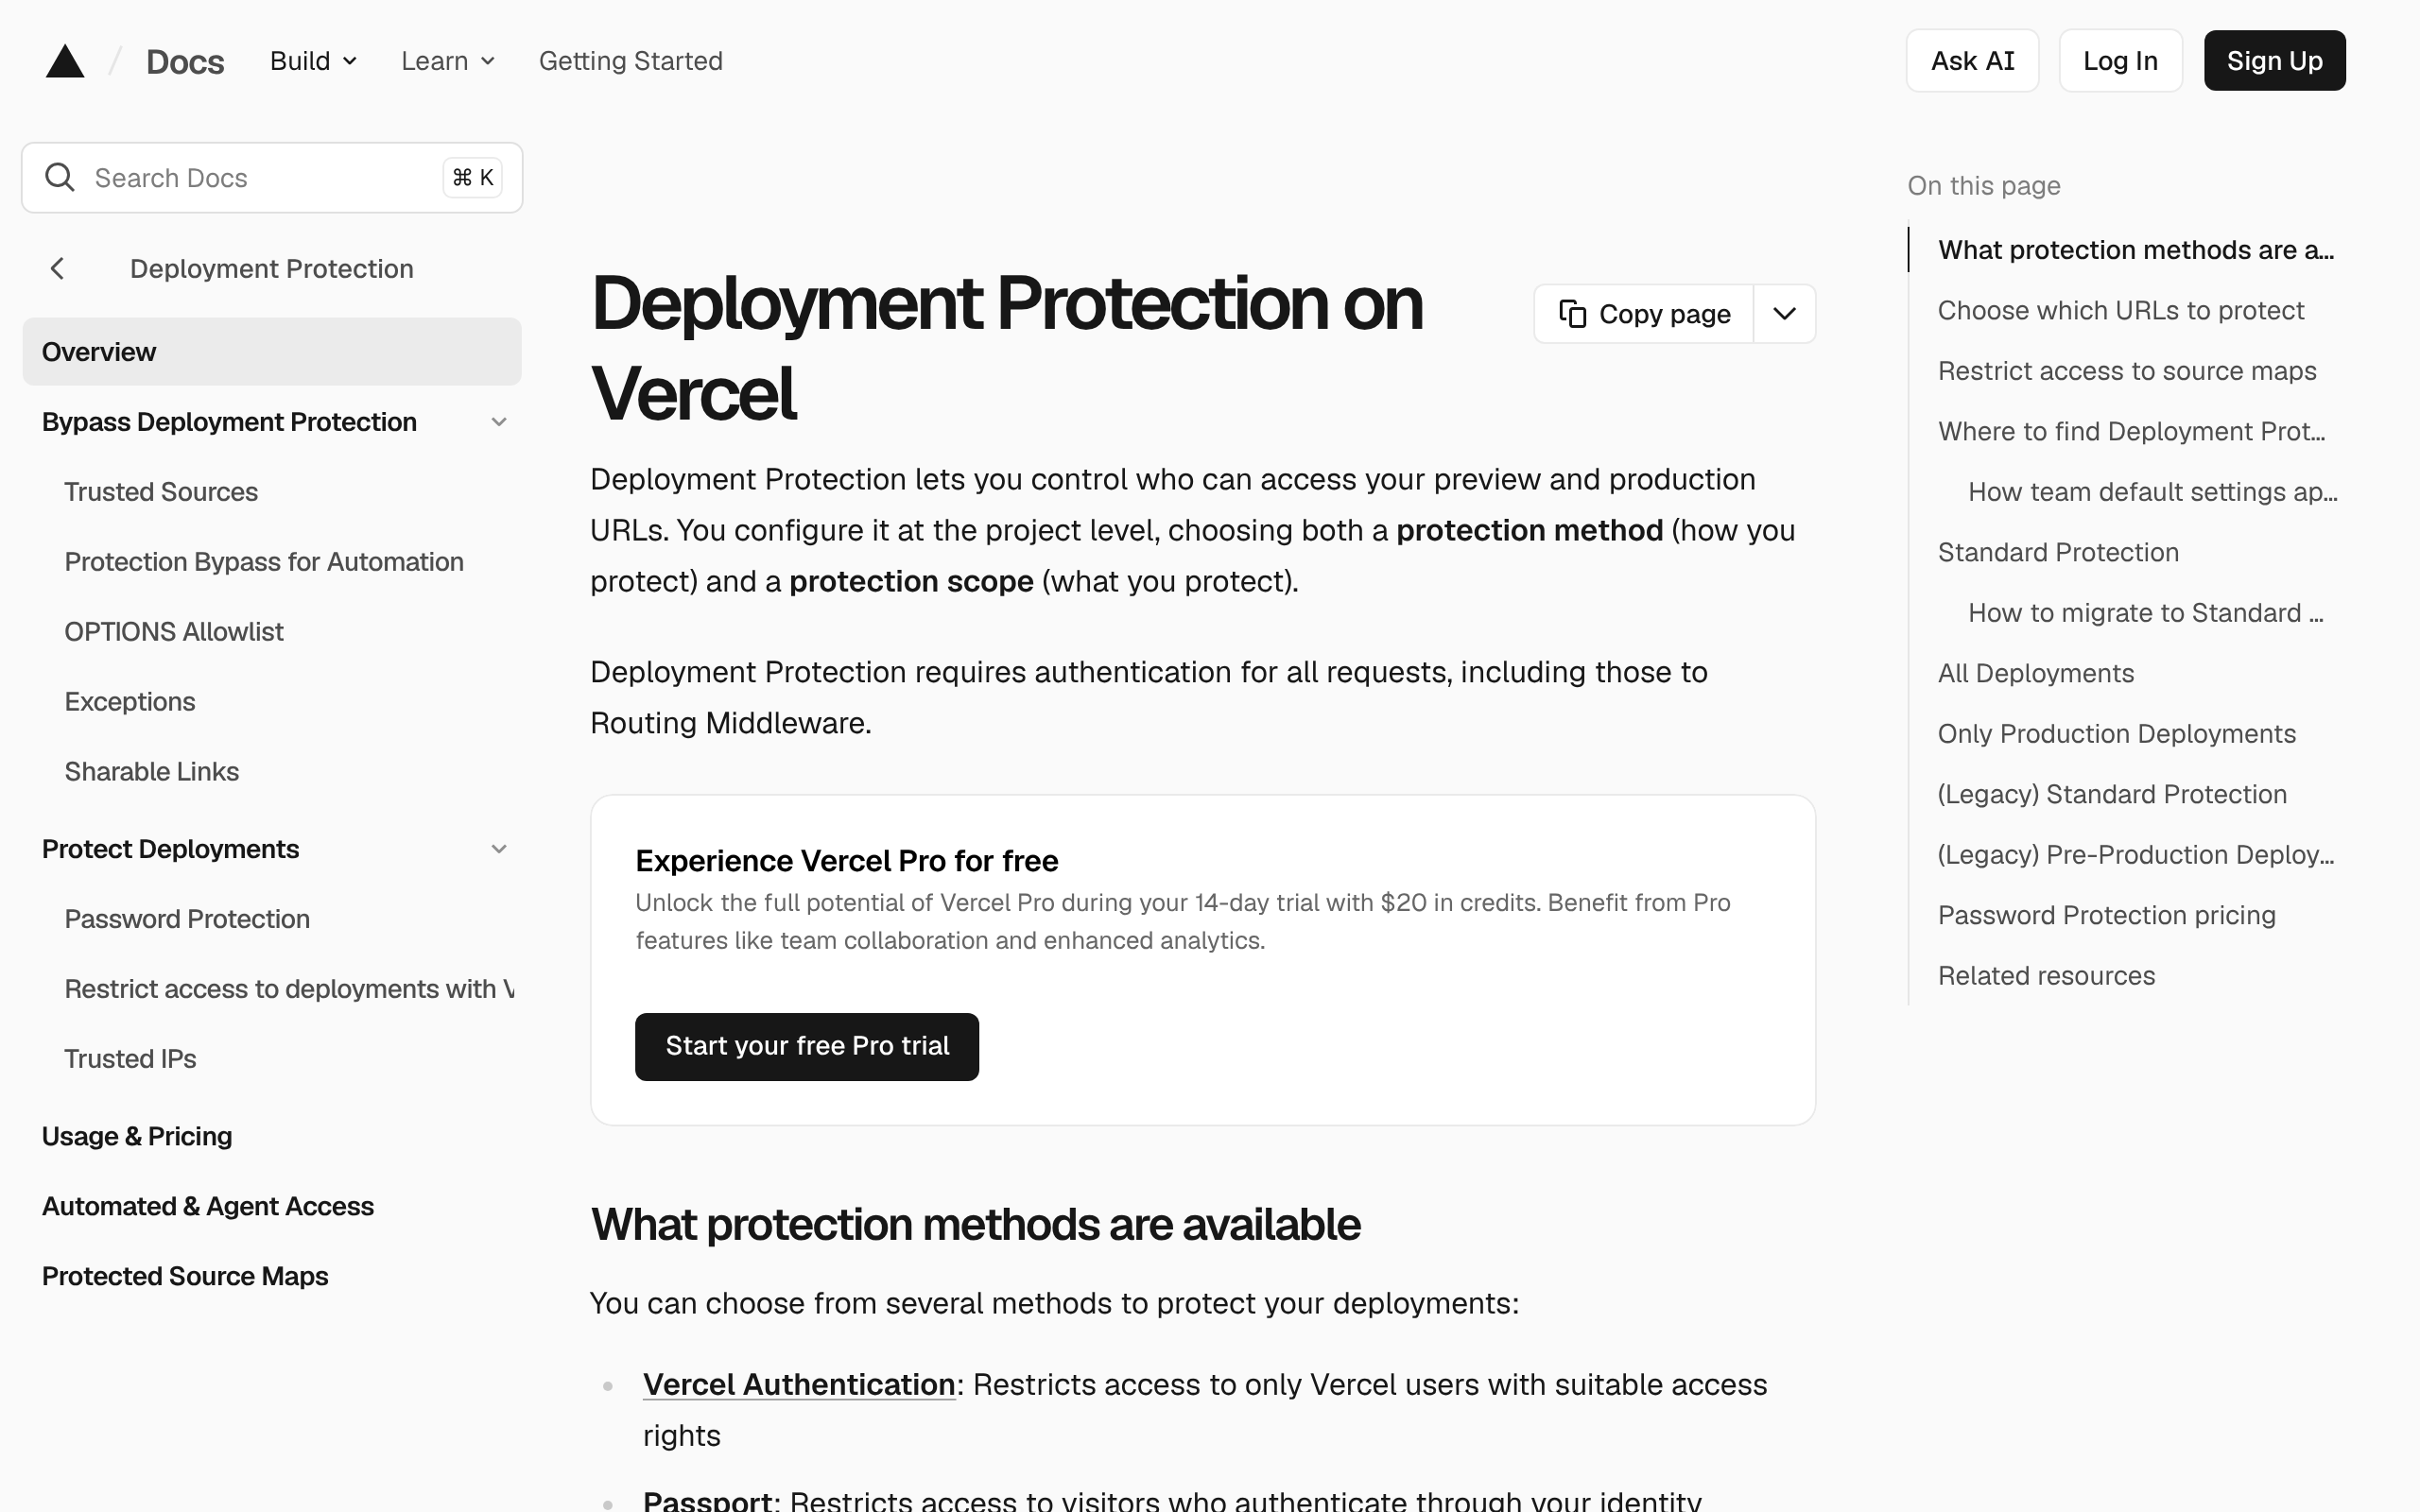 Docs
Build
Learn
Getting Started
Ask AI
Log In
Sign Up
Search Docs
⌘ K
Deployment Protection
Overview
Bypass Deployment Protection
Trusted Sources
Protection Bypass for Automation
OPTIONS Allowlist
Exceptions
Sharable Links
Protect Deployments
Password Protection
Restrict access to deployments with V
Trusted IPs
Usage & Pricing
Automated & Agent Access
Protected Source Maps
Deployment Protection on
Vercel
Copy page
Deployment Protection lets you control who can access your preview and production
URLs. You configure it at the project level, choosing both a protection method (how you
protect) and a protection scope (what you protect).
Deployment Protection requires authentication for all requests, including those to
Routing Middleware.
Experience Vercel Pro for free
Unlock the full potential of Vercel Pro during your 14-day trial with $20 in credits. Benefit from Pro
features like team collaboration and enhanced analytics.
Start your free Pro trial
What protection methods are available
You can choose from several methods to protect your deployments:
Vercel Authentication: Restricts access to only Vercel users with suitable access
rights
Passport: Restricts access to visitors who authenticate through your identity
On this page
What protection methods are a...
Choose which URLs to protect
Restrict access to source maps
Where to find Deployment Prot...
How team default settings ap...
Standard Protection
How to migrate to Standard ...
All Deployments
Only Production Deployments
(Legacy) Standard Protection
(Legacy) Pre-Production Deploy...
Password Protection pricing
Related resources